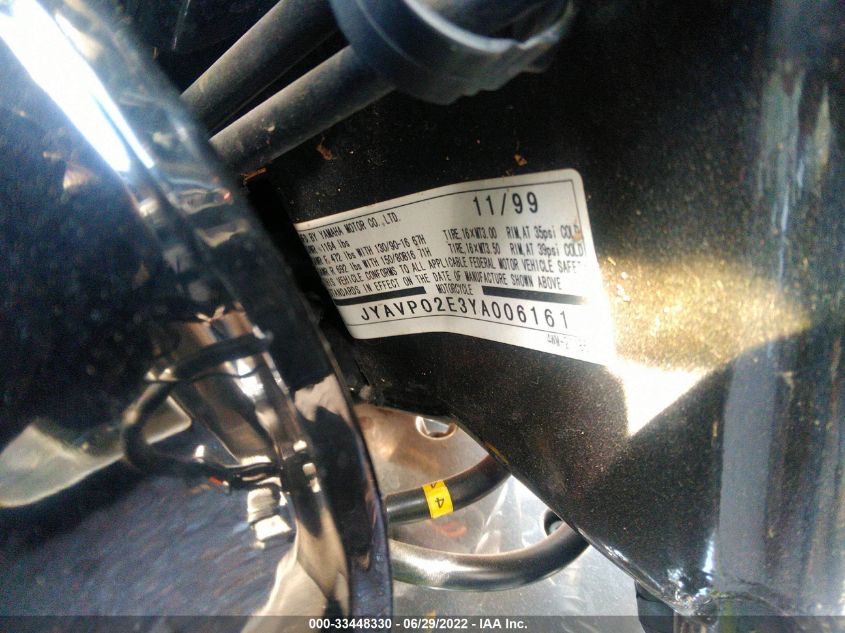 11/99
BY YAMAHA MOTOR CO.,LTD.
1164 lbs
F. 472 lbs WITH 130/90-16 67H TIRE,16×MT3.00 RIM,AT 35psi COLD
R 692 lbs WITH 150/80B16 71H TIRE,16×MT3.50 RIM,AT 39psi COLD
THIS VEHICLE CONFORMS TO ALL APPLICABLE FEDERAL MOTOR VEHICLE
STANDARDS IN EFFECT ON THE DATE OF MANUFACTURE SHOWN ABOVE
MOTORCYCLE
JYAVP02E3YA006161
4
000-33448330 - 06/29/2022 - IAA Inc.